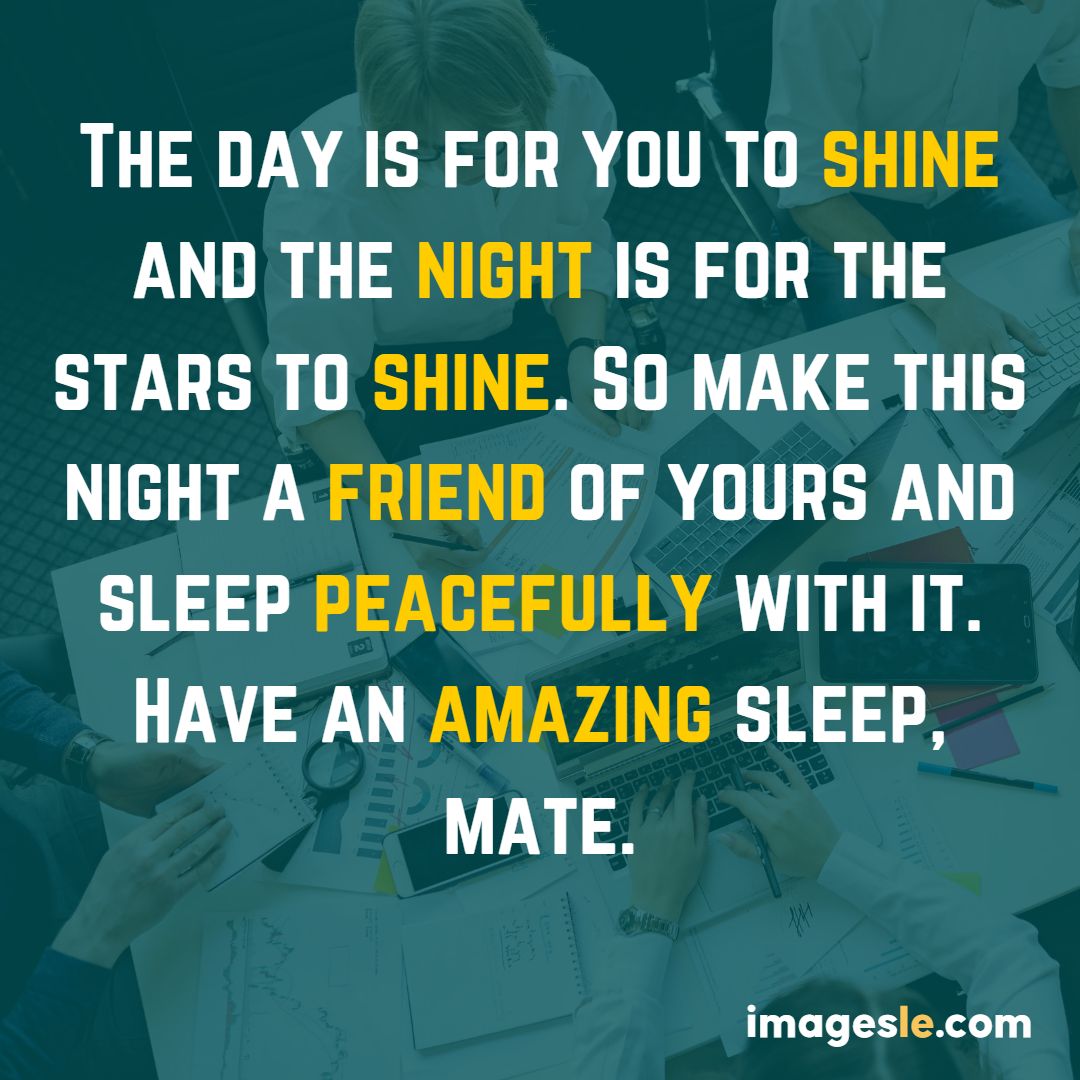 The day is for you to shine
and the night is for the
stars to shine. So make this
night a friend of yours and
sleep peacefully with it.
Have an amazing sleep,
mate.
imagesle.com